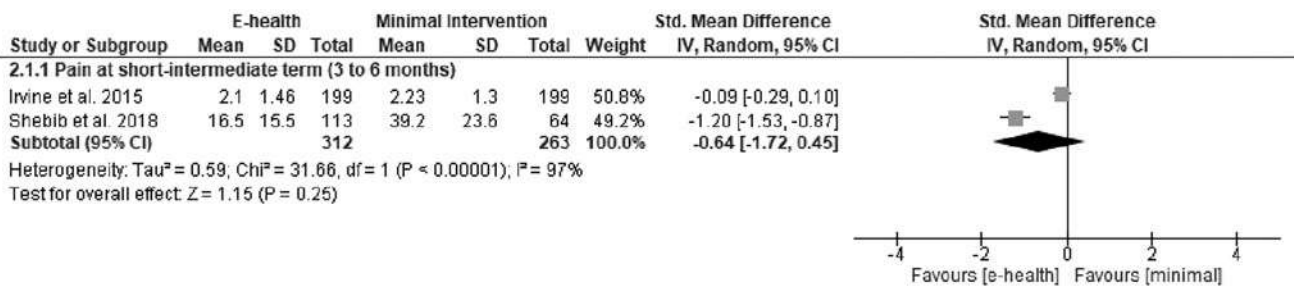 E-health Minimal Intervention Std. Mean Difference Std. Mean Difference
Study or Subgroup Mean SD Total Mean SD Total Weight IV, Random, 95% CI IV, Random, 95% CI
2.1.1 Pain at short-intermediate term (3 to 6 months)
Irvine et al. 2015 2.1 1.46 199 2.23 1.3 199 50.8% -0.09 [-0.29, 0.10]
Shebib et al. 2018 16.5 15.5 113 39.2 23.6 64 49.2% -1.20 [-1.53, -0.87]
Subtotal (95% CI) 312 263 100.0% -0.64 [-1.72, 0.45]
Heterogeneity: Tau² = 0.59; Chi² = 31.66, df = 1 (P < 0.00001); I² = 97%
Test for overall effect: Z = 1.15 (P = 0.25)
-4 -2 0 2 4
Favours [e-health] Favours [minimal]